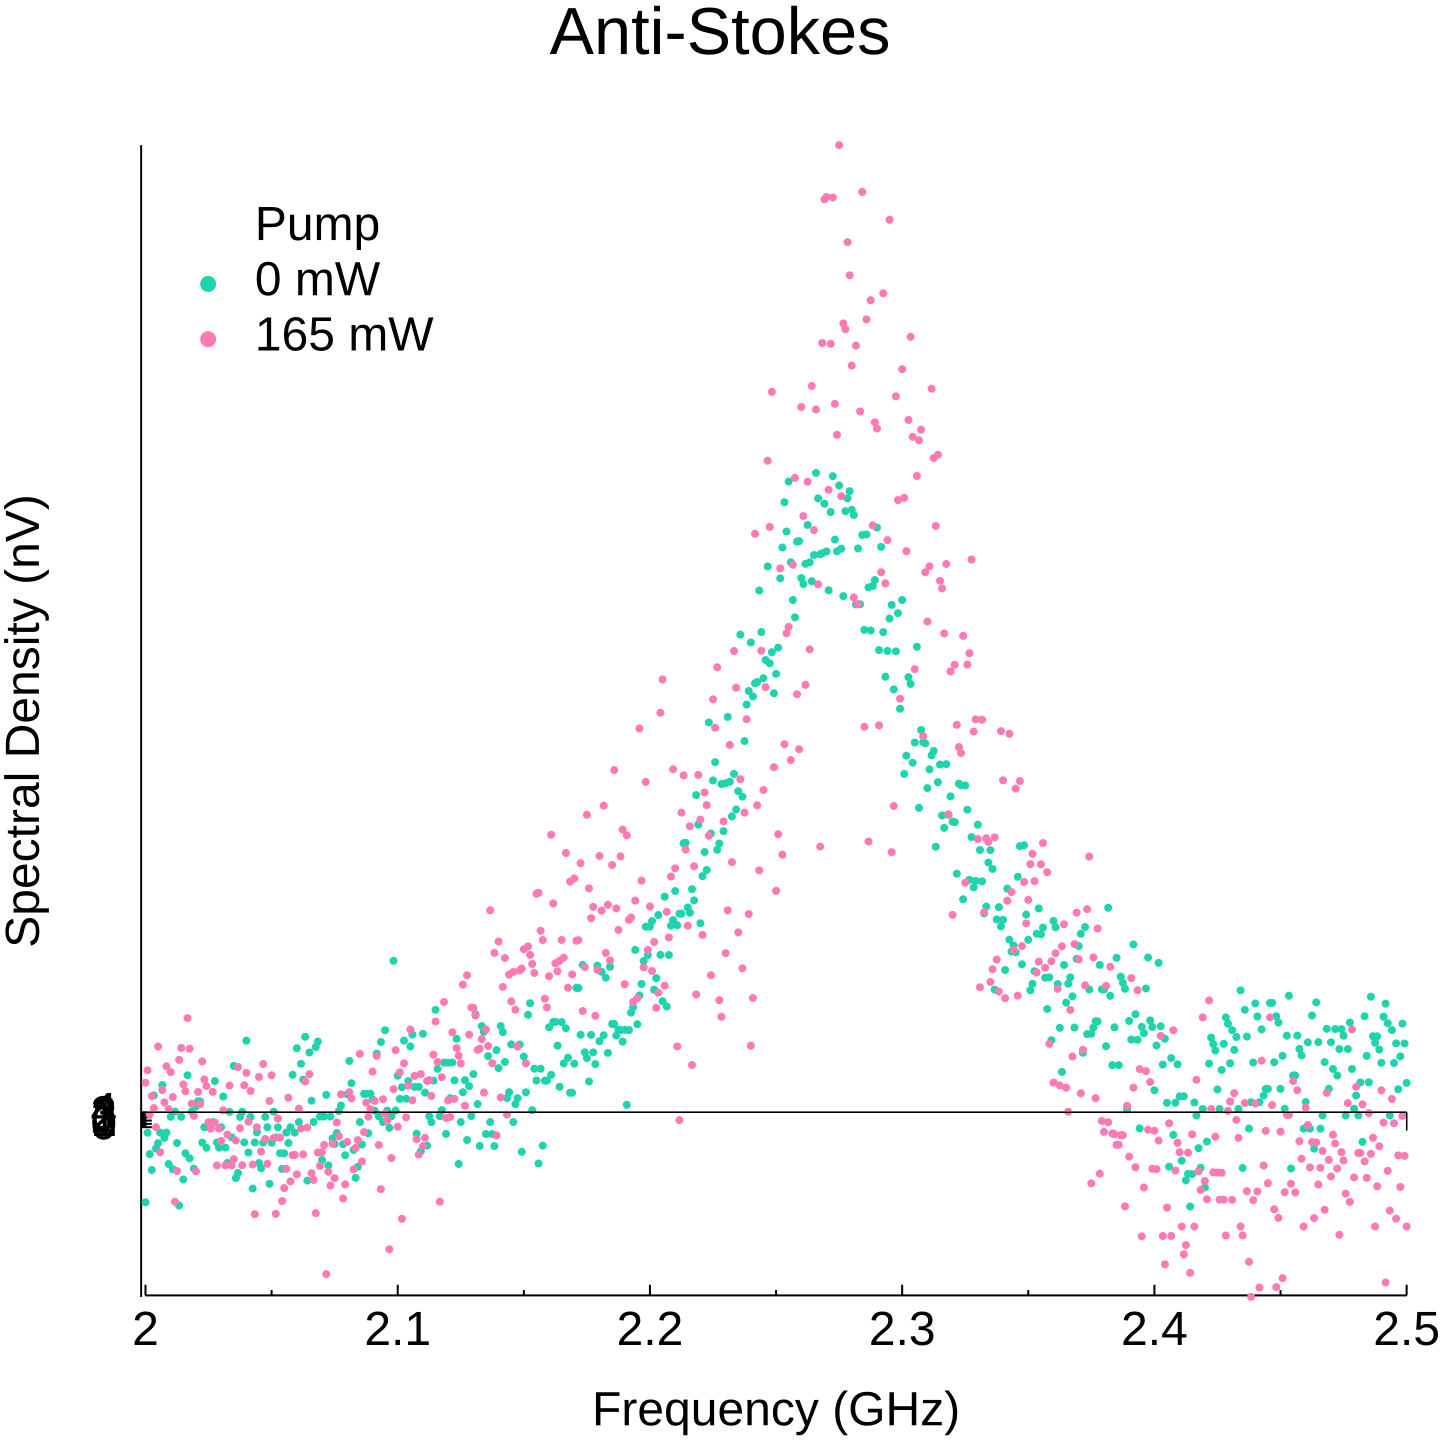 Anti-Stokes
Pump
0 mW
165 mW
Spectral Density (nV)
2 2.1 2.2 2.3 2.4 2.5
Frequency (GHz)